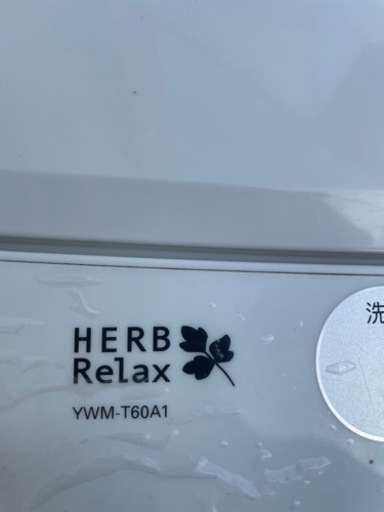 HERB
Relax
YWM-T60A1
洗